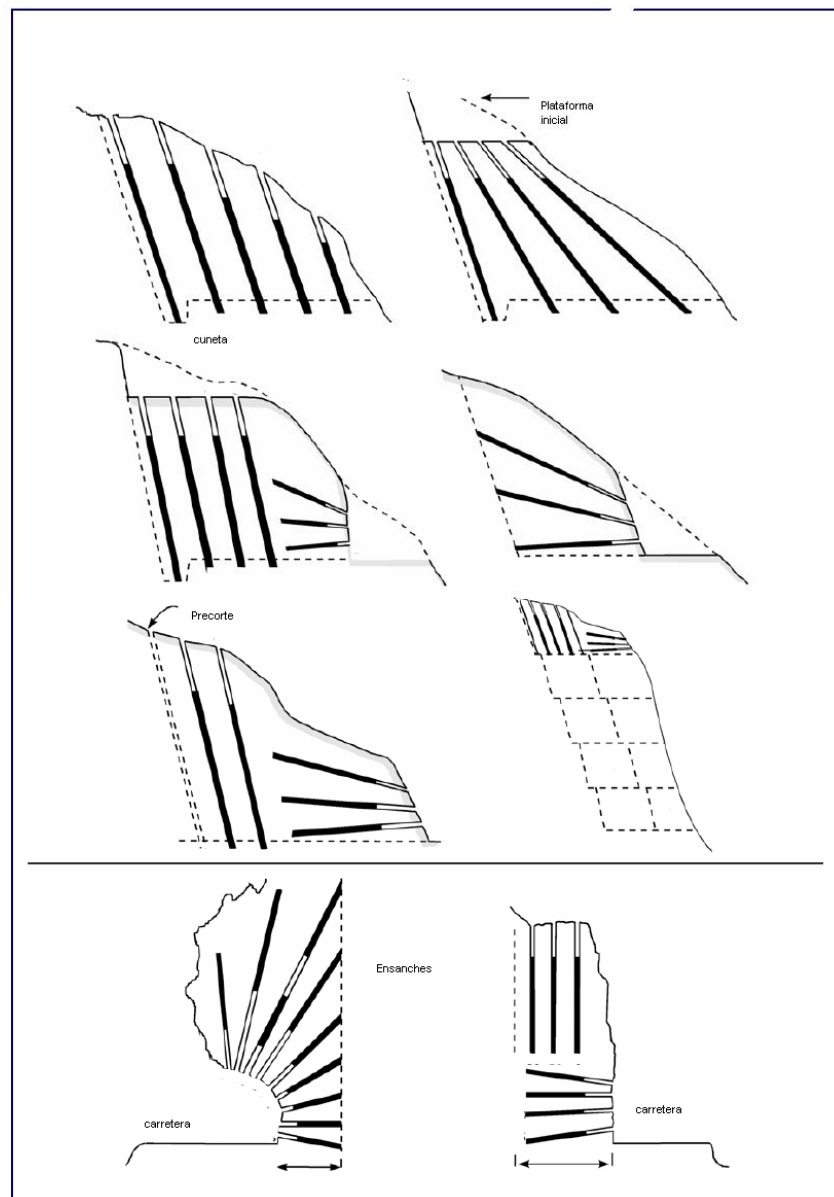 Plataforma
inicial
cuneta
Precorte
Ensanches
carretera
carretera